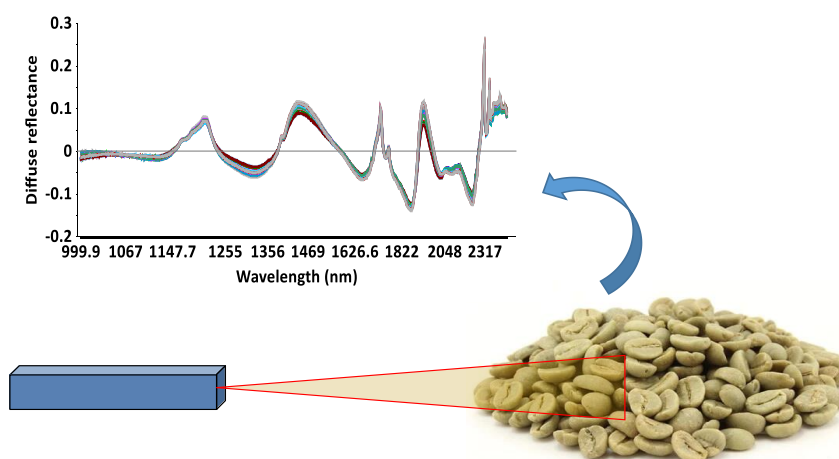 0.3
0.2
0.1
0
-0.1
-0.2
Diffuse reflectance
999.9 1067 1147.7 1255 1356 1469 1626.6 1822 2048 2317
Wavelength (nm)